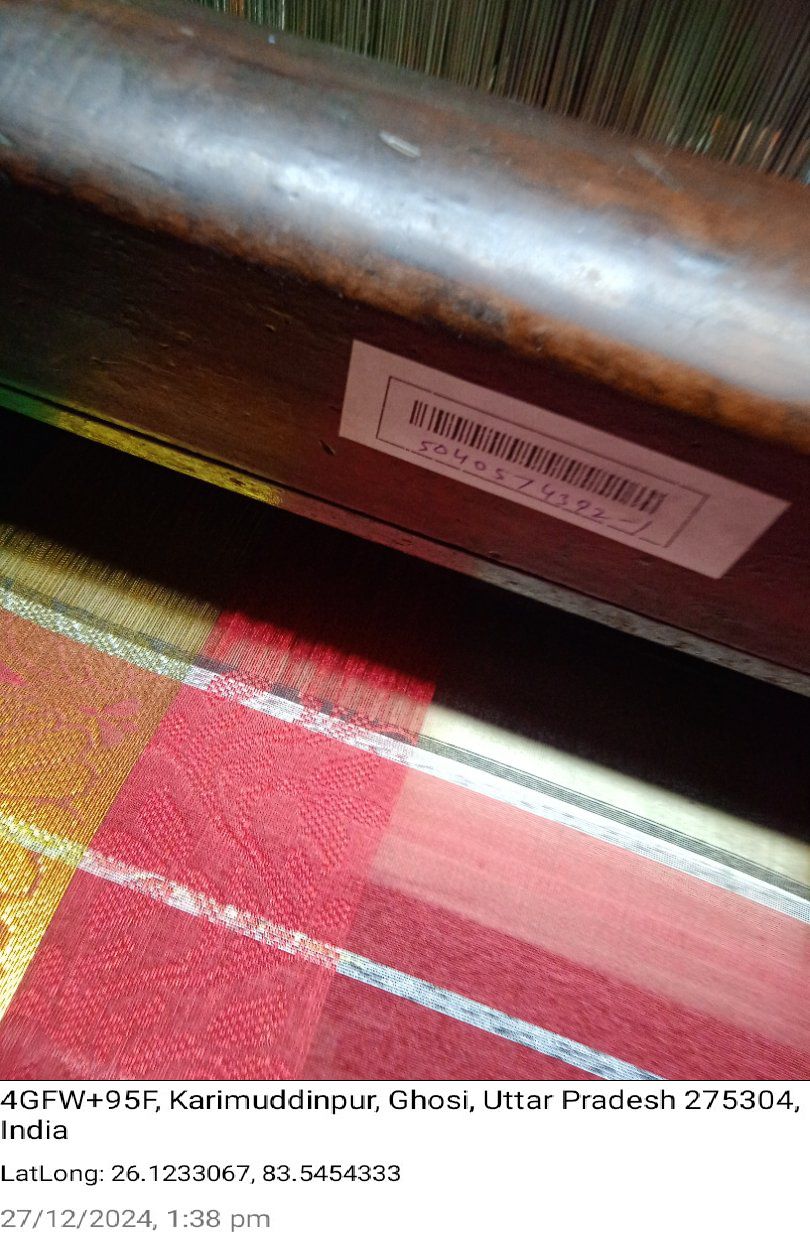 5040574392-1
4GFW+95F, Karimuddinpur, Ghosi, Uttar Pradesh 275304,
India
LatLong: 26.1233067, 83.5454333
27/12/2024, 1:38 pm